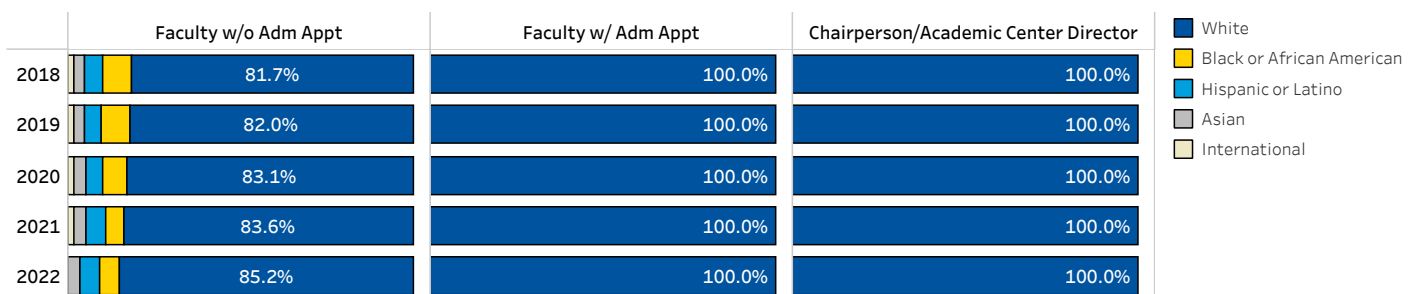 Faculty w/o Adm Appt Faculty w/ Adm Appt Chairperson/Academic Center Director
2018 81.7% 100.0% 100.0%
2019 82.0% 100.0% 100.0%
2020 83.1% 100.0% 100.0%
2021 83.6% 100.0% 100.0%
2022 85.2% 100.0% 100.0%
White
Black or African American
Hispanic or Latino
Asian
International